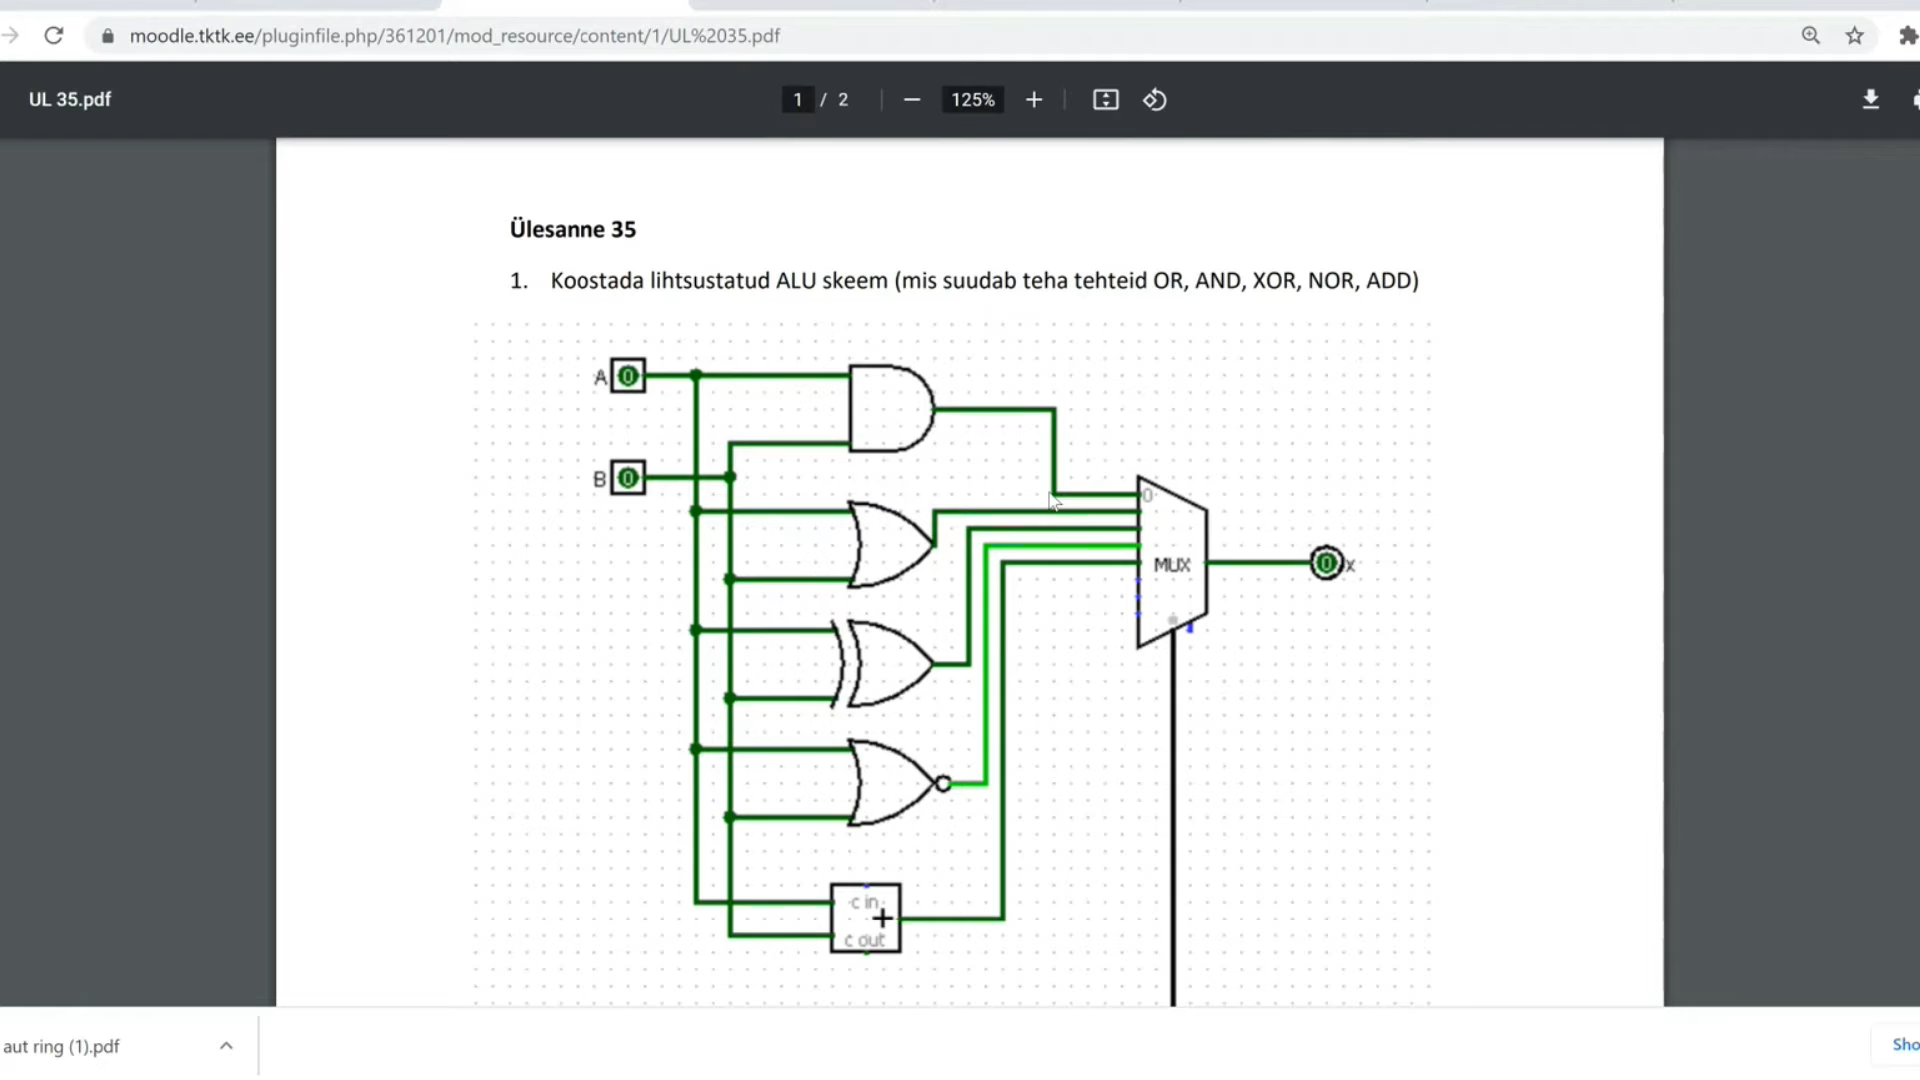 moodle.tktk.ee/pluginfile.php/361201/mod_resource/content/1/UL%2035.pdf
UL 35.pdf
1 / 2
125%
Ülesanne 35
1. Koostada lihtsustatud ALU skeem (mis suudab teha tehteid OR, AND, XOR, NOR, ADD)
A 0
B 0
0
MUX
0 x
c in
+
c out
aut ring (1).pdf
Sho